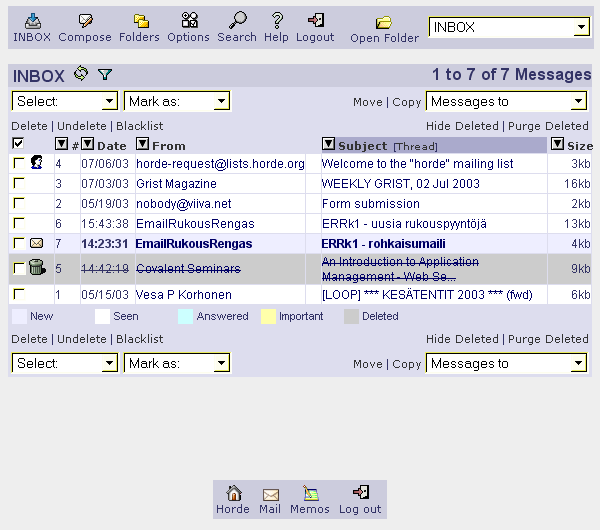 INBOX Compose Folders Options Search Help Logout Open Folder INBOX
INBOX 1 to 7 of 7 Messages
Select: Mark as: Move | Copy Messages to
Delete | Undelete | Blacklist Hide Deleted | Purge Deleted
# Date From Subject [Thread] Size
4 07/06/03 horde-request@lists.horde.org Welcome to the "horde" mailing list 3kb
3 07/03/03 Grist Magazine WEEKLY GRIST, 02 Jul 2003 16kb
2 05/19/03 nobody@viiva.net Form submission 2kb
6 15:43:38 EmailRukousRengas ERRk1 - uusia rukouspyyntöjä 13kb
7 14:23:31 EmailRukousRengas ERRk1 - rohkaisumaili 4kb
5 14:42:19 Covalent Seminars An Introduction to Application 9kb
Management - Web Se...
1 05/15/03 Vesa P Korhonen [LOOP] *** KESÄTENTIT 2003 *** (fwd) 6kb
New Seen Answered Important Deleted
Delete | Undelete | Blacklist Hide Deleted | Purge Deleted
Select: Mark as: Move | Copy Messages to
Horde Mail Memos Log out